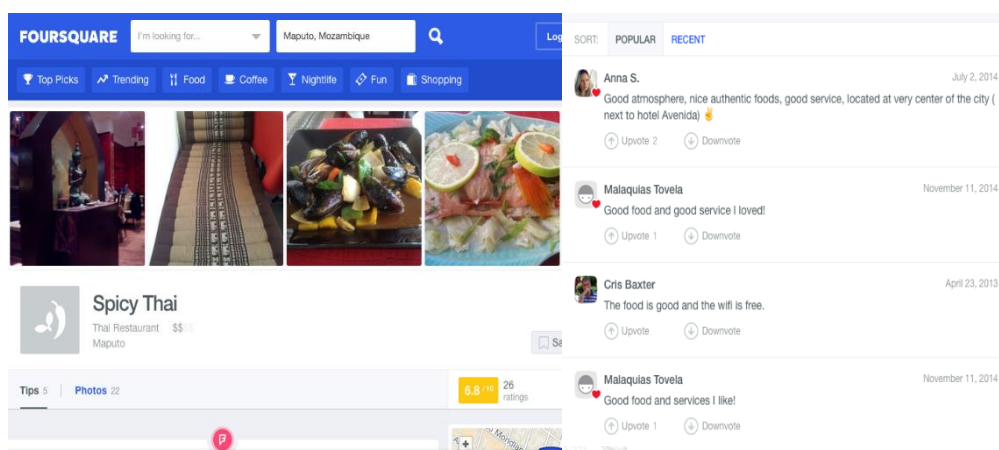 FOURSQUARE I'm looking for... Maputo, Mozambique Log
Top Picks Trending Food Coffee Nightlife Fun Shopping
Spicy Thai
Thai Restaurant $$$$
Maputo
Sa
Tips 5 Photos 22
6.8 /10 26
ratings
SORT: POPULAR RECENT
Anna S. July 2, 2014
Good atmosphere, nice authentic foods, good service, located at very center of the city (
next to hotel Avenida) ✌
Upvote 2 Downvote
Malaquias Tovela November 11, 2014
Good food and good service I loved!
Upvote 1 Downvote
Cris Baxter April 23, 2013
The food is good and the wifi is free.
Upvote Downvote
Malaquias Tovela November 11, 2014
Good food and services I like!
Upvote 1 Downvote